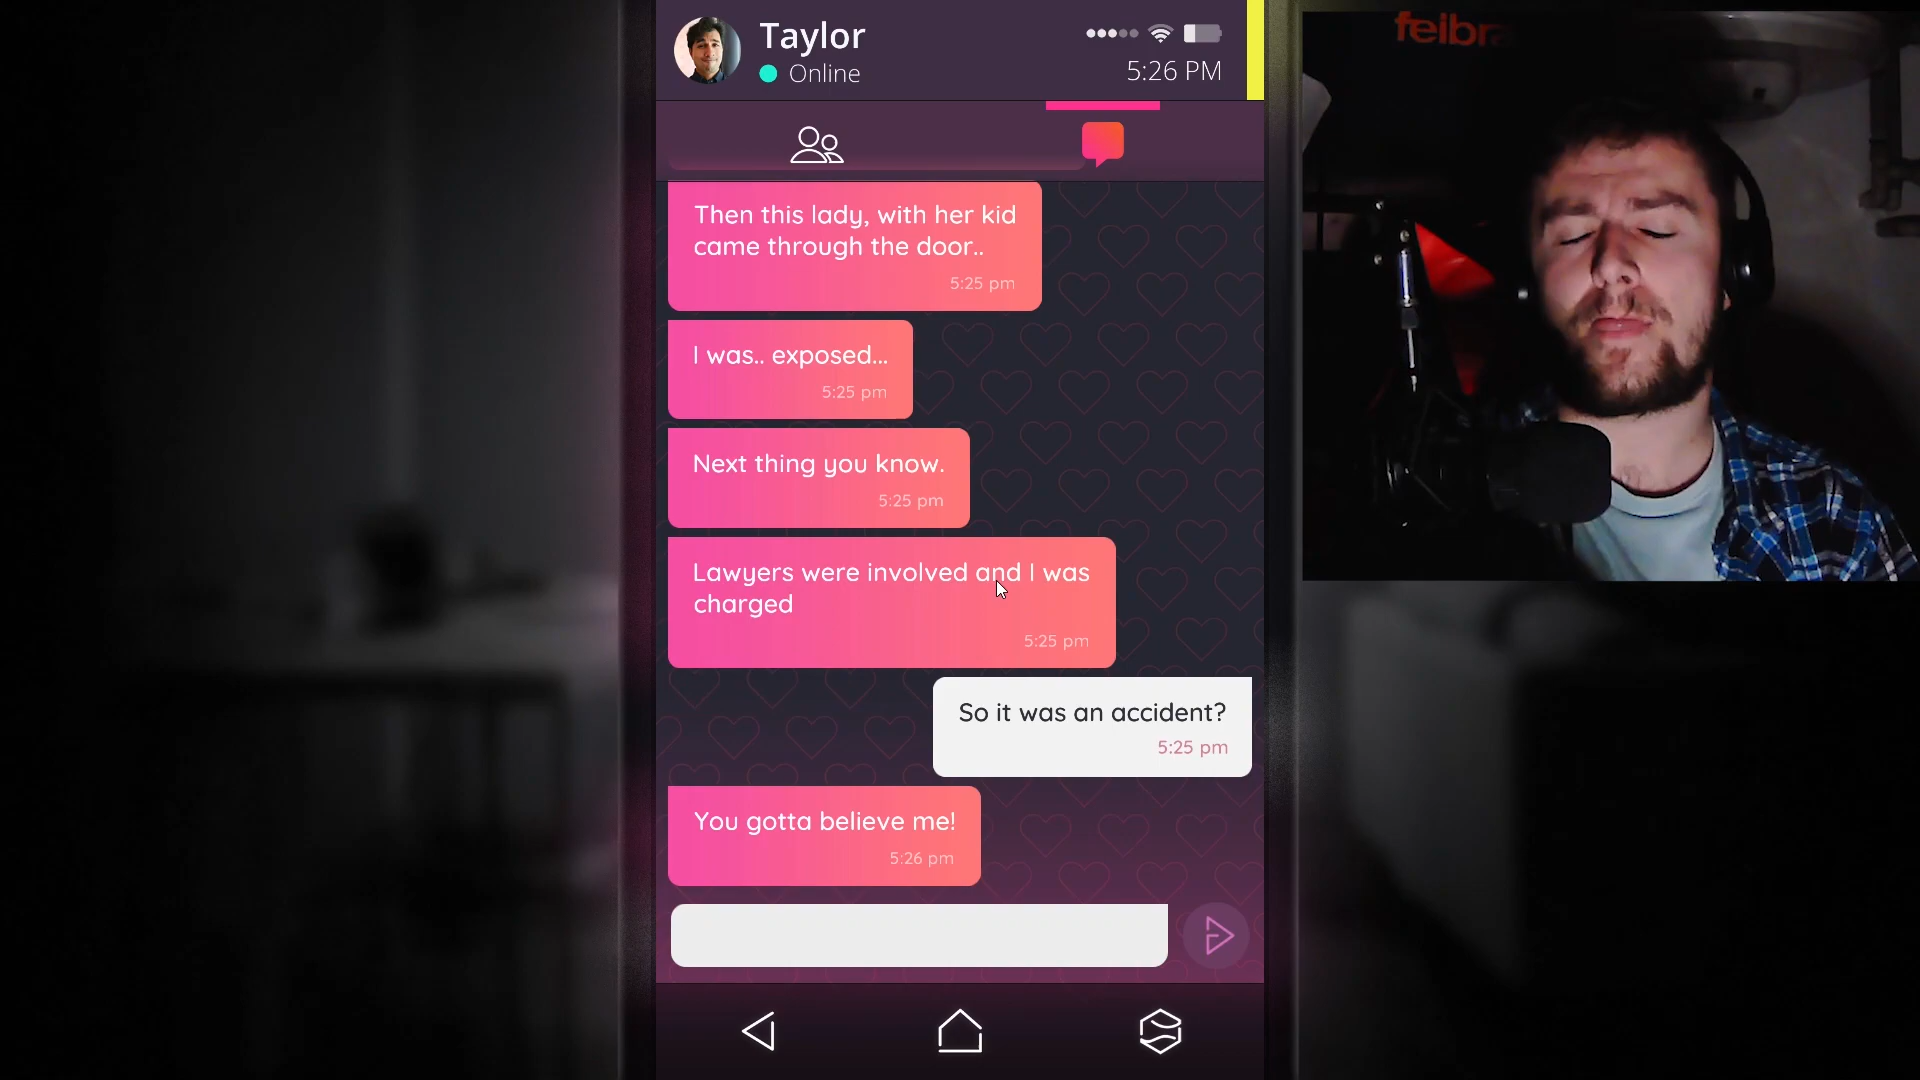 Taylor
Online
5:26 PM
Then this lady, with her kid
came through the door..
5:25 pm
I was.. exposed...
5:25 pm
Next thing you know.
5:25 pm
Lawyers were involved and I was
charged
5:25 pm
So it was an accident?
5:25 pm
You gotta believe me!
5:26 pm